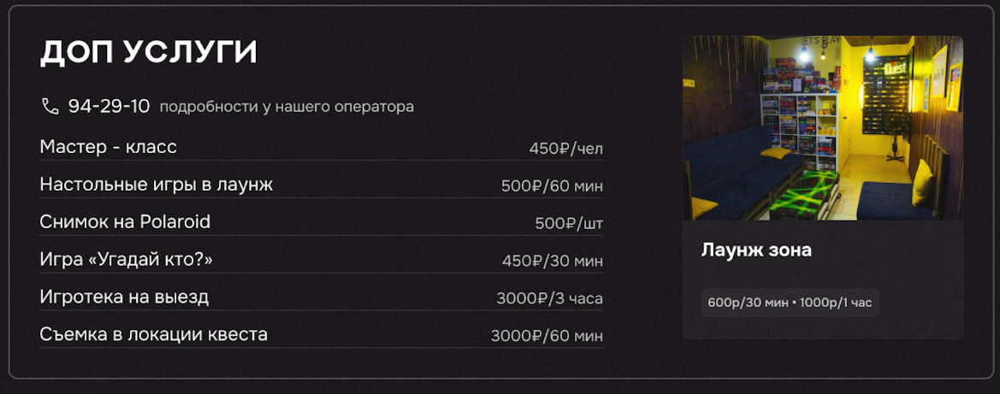 ДОП УСЛУГИ
94-29-10 подробности у нашего оператора
Мастер - класс 450₽/чел
Настольные игры в лаунж 500₽/60 мин
Снимок на Polaroid 500₽/шт
Игра «Угадай кто?» 450₽/30 мин
Игротека на выезд 3000₽/3 часа
Съемка в локации квеста 3000₽/60 мин
LET'S PLAY
Quest
Лаунж зона
600р/30 мин • 1000р/1 час